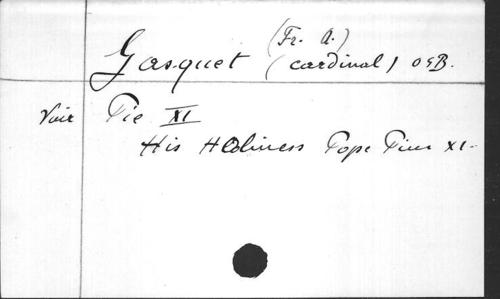 Gasquet (Fr. A.)
(cardinal) OSB.
Voir Pie XI
His Holiness Pope Pius XI.